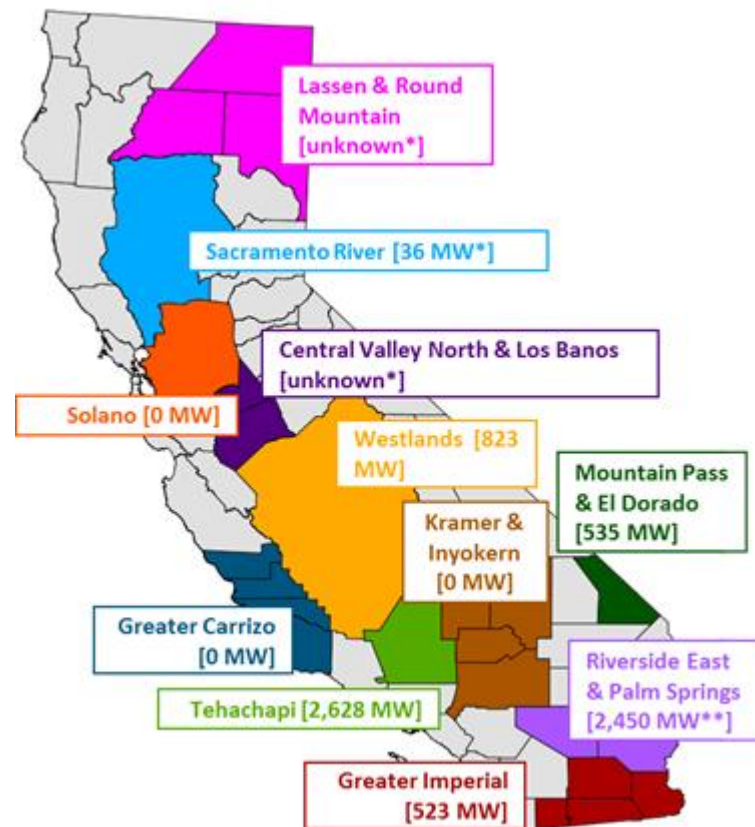 Lassen & Round
Mountain
[unknown*]
Sacramento River [36 MW*]
Central Valley North & Los Banos
[unknown*]
Solano [0 MW]
Westlands [823
MW]
Mountain Pass
& El Dorado
[535 MW]
Kramer &
Inyokern
[0 MW]
Greater Carrizo
[0 MW]
Riverside East
& Palm Springs
[2,450 MW**]
Tehachapi [2,628 MW]
Greater Imperial
[523 MW]